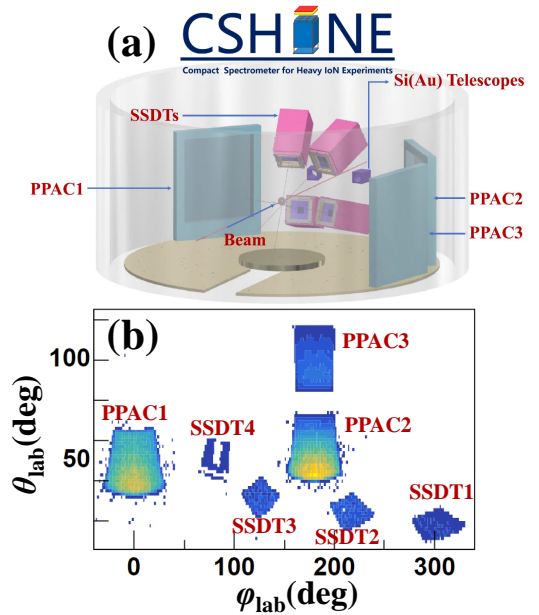 (a)
CSHINE
Compact Spectrometer for Heavy IoN Experiments
Si(Au) Telescopes
SSDTs
PPAC1
PPAC2
PPAC3
Beam
(b)
PPAC3
PPAC1
SSDT4
PPAC2
SSDT1
SSDT3
SSDT2
100
50
θlab(deg)
0
100
200
300
φlab(deg)